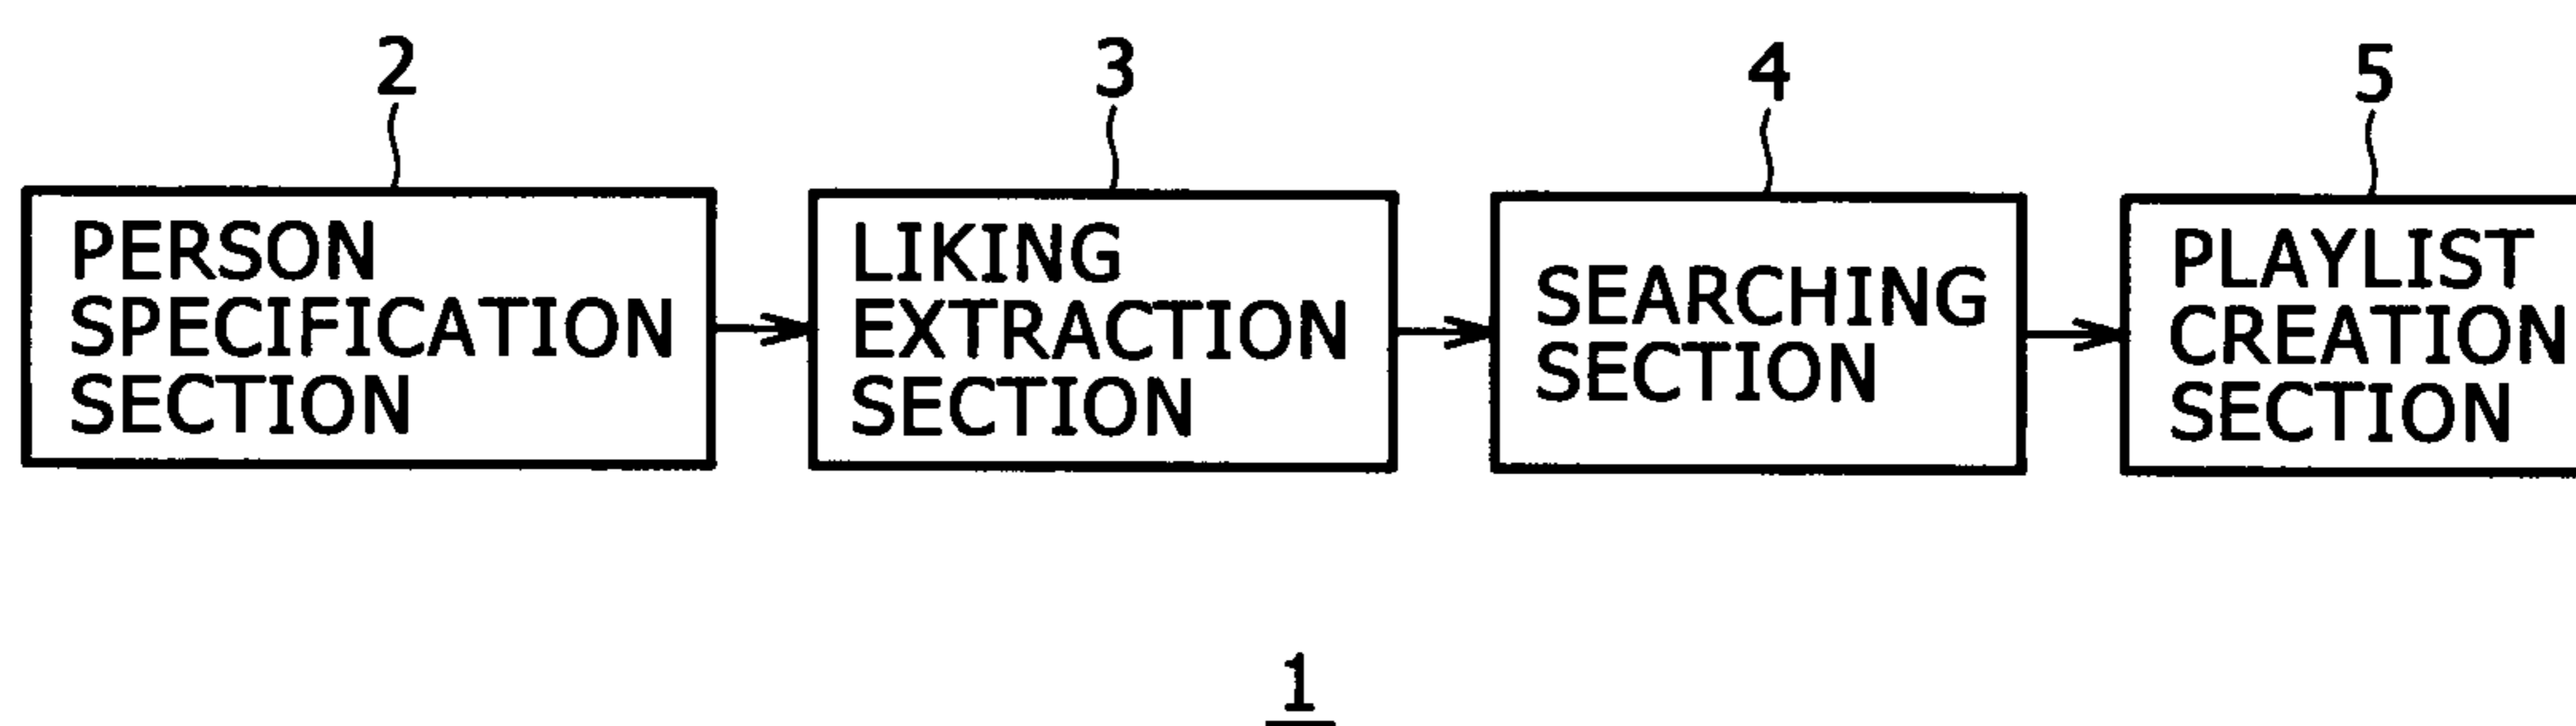 2
3
4
5
PERSON
SPECIFICATION
SECTION
LIKING
EXTRACTION
SECTION
SEARCHING
SECTION
PLAYLIST
CREATION
SECTION
1